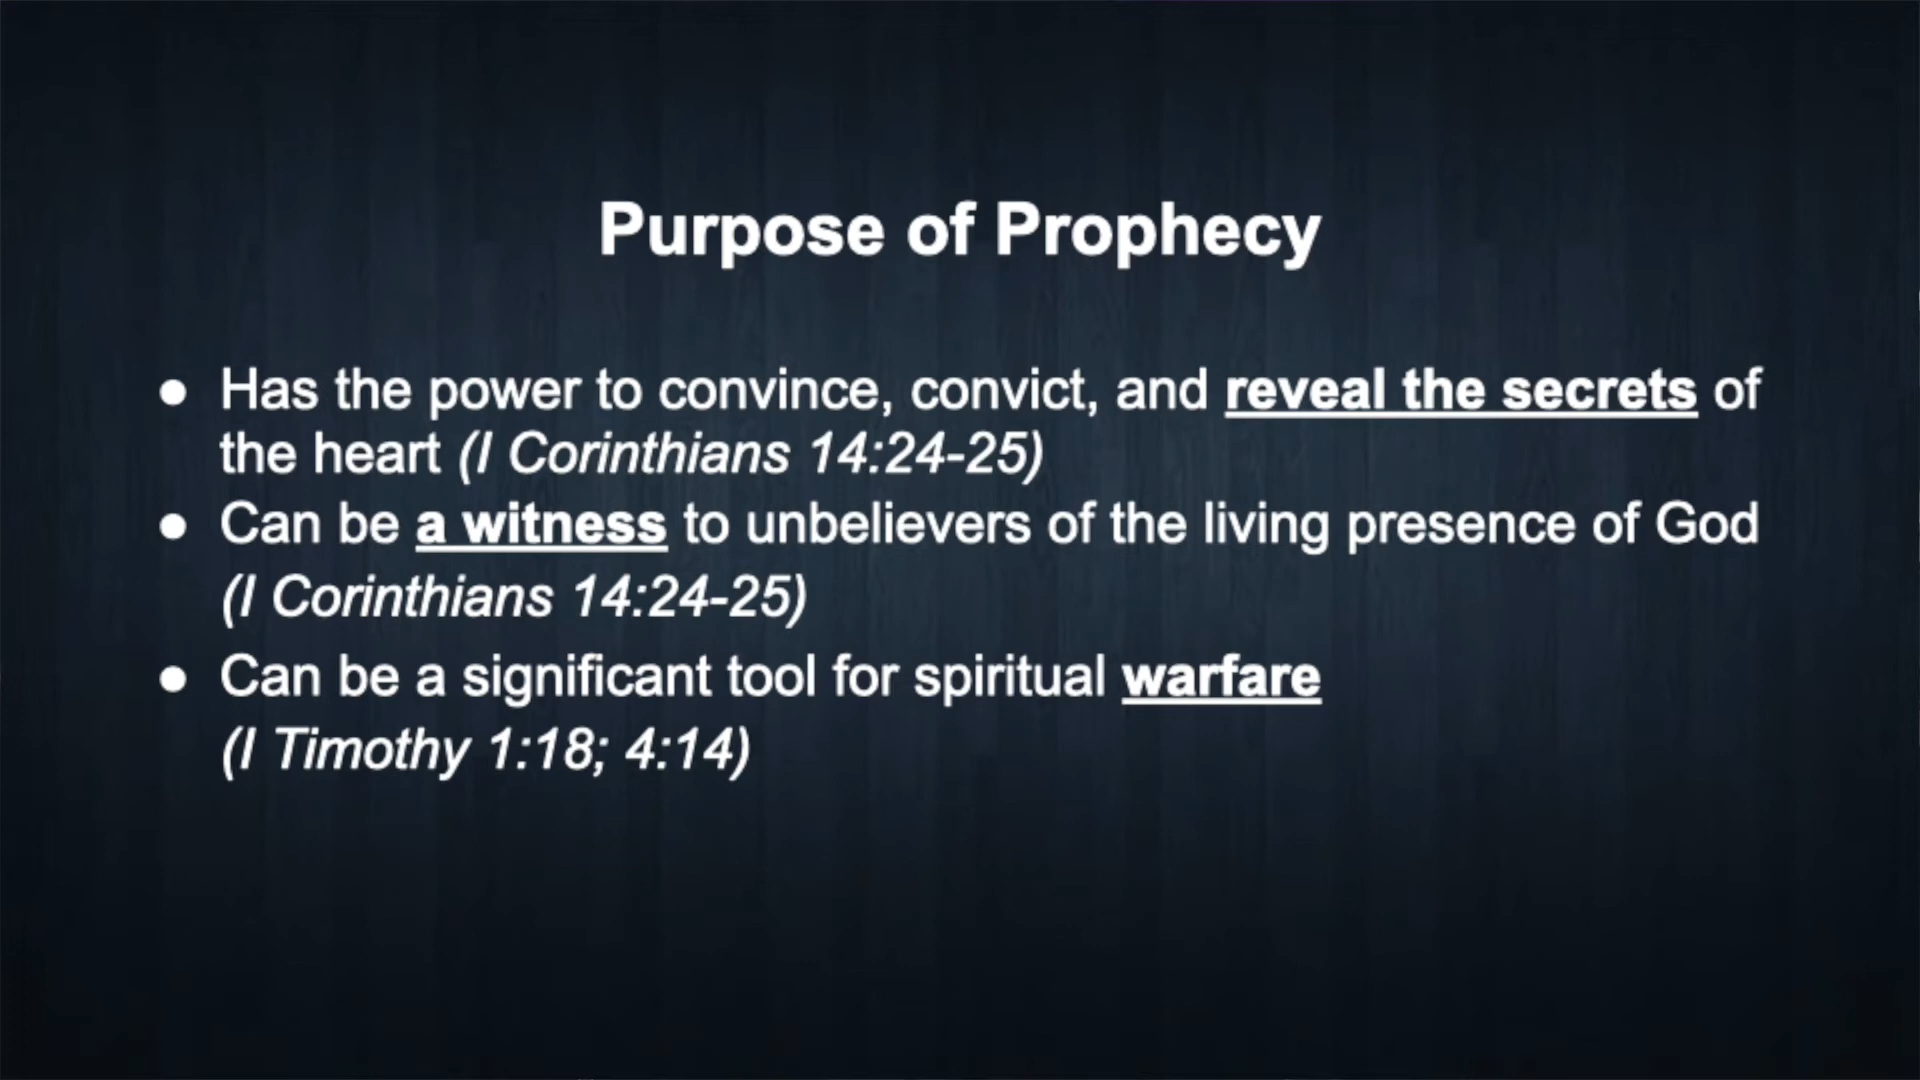 Purpose of Prophecy
● Has the power to convince, convict, and reveal the secrets of
the heart (I Corinthians 14:24-25)
● Can be a witness to unbelievers of the living presence of God
(I Corinthians 14:24-25)
● Can be a significant tool for spiritual warfare
(I Timothy 1:18; 4:14)